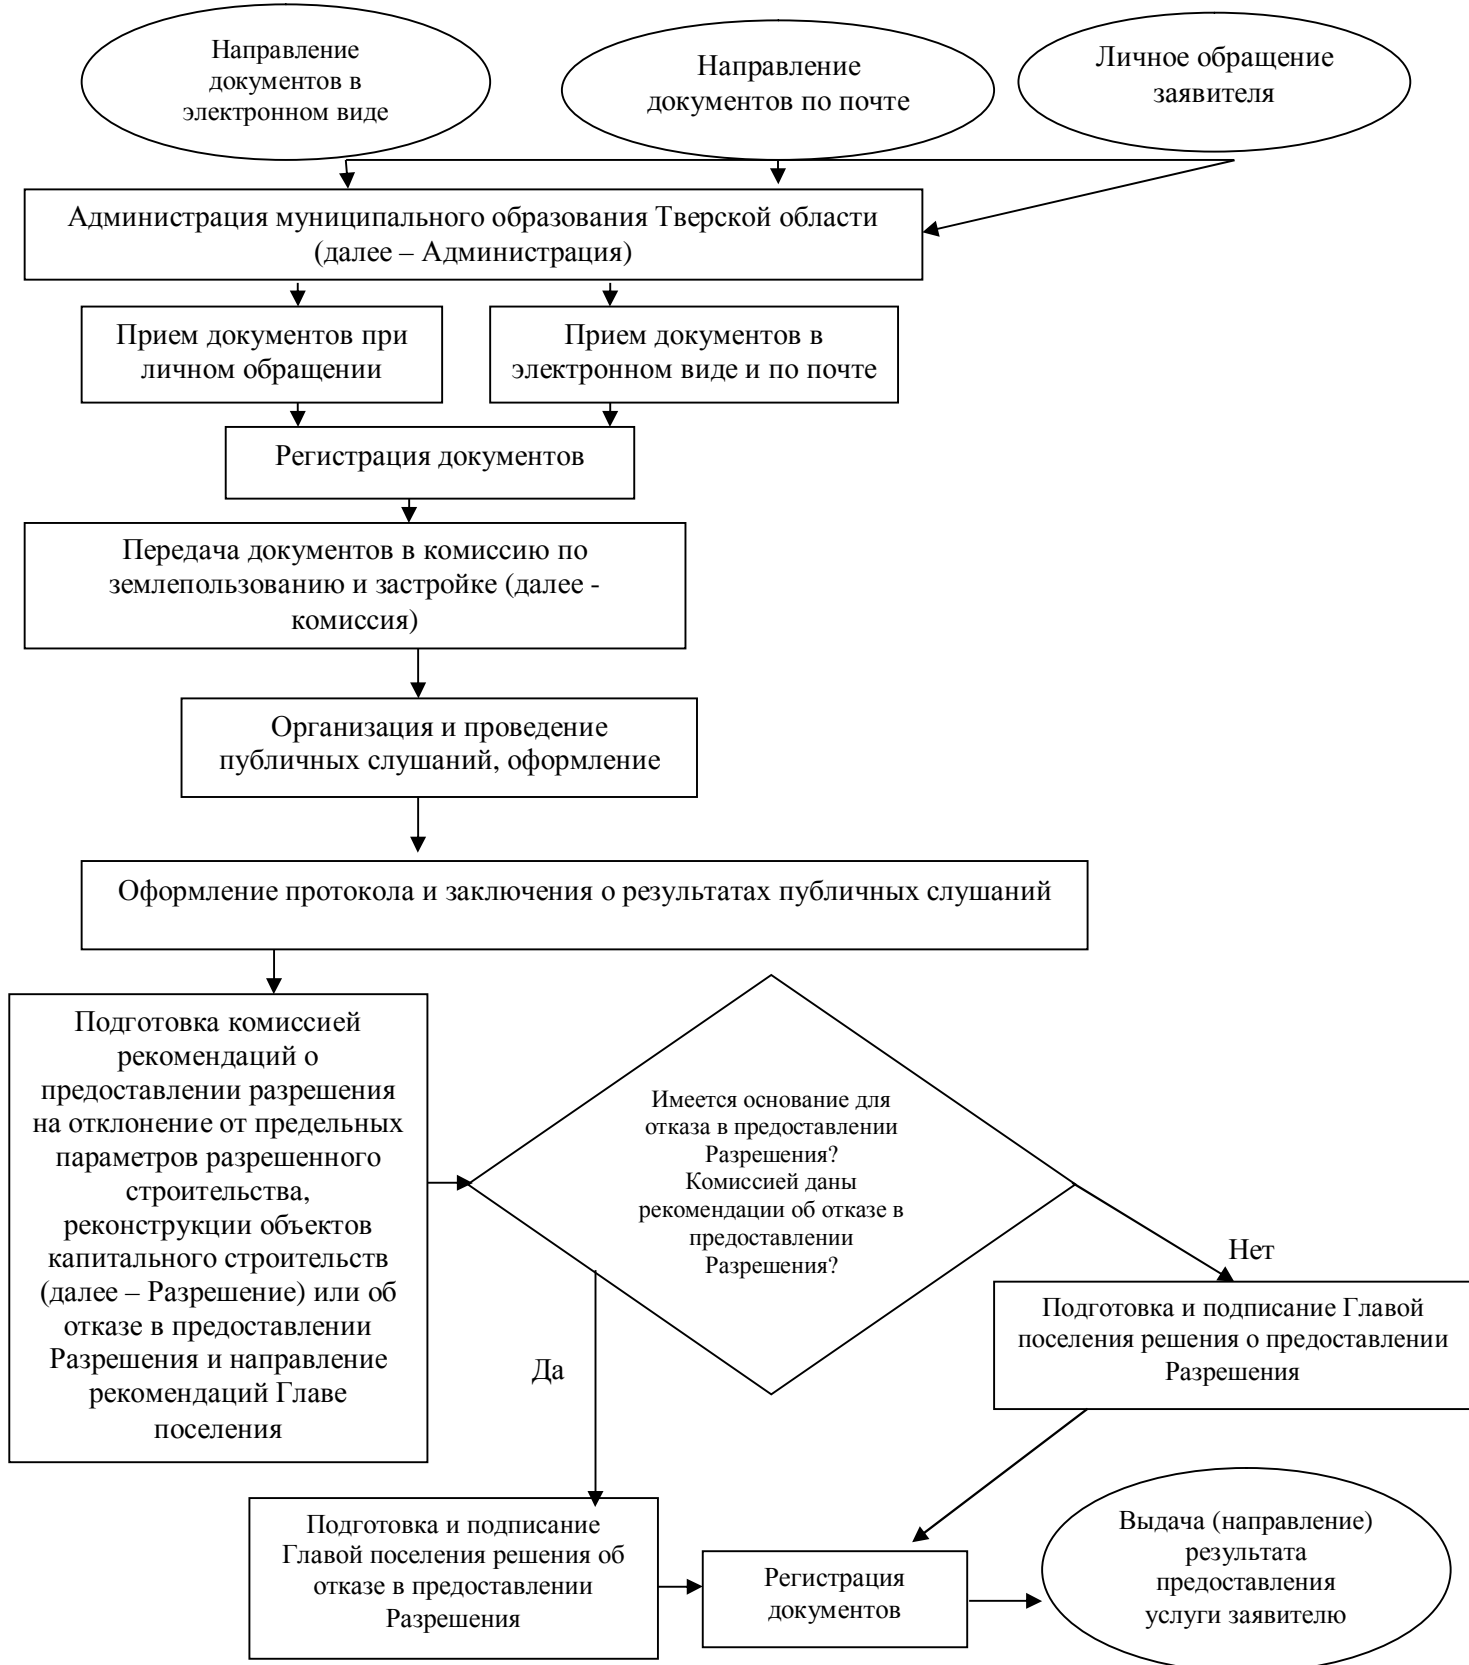 Направление
документов в
электронном виде
Направление
документов по почте
Личное обращение
заявителя
Администрация муниципального образования Тверской области
(далее – Администрация)
Прием документов при
личном обращении
Прием документов в
электронном виде и по почте
Регистрация документов
Передача документов в комиссию по
землепользованию и застройке (далее -
комиссия)
Организация и проведение
публичных слушаний, оформление
Оформление протокола и заключения о результатах публичных слушаний
Подготовка комиссией
рекомендаций о
предоставлении разрешения
на отклонение от предельных
параметров разрешенного
строительства,
реконструкции объектов
капитального строительств
(далее – Разрешение) или об
отказе в предоставлении
Разрешения и направление
рекомендаций Главе
поселения
Имеется основание для
отказа в предоставлении
Разрешения?
Комиссией даны
рекомендации об отказе в
предоставлении
Разрешения?
Нет
Подготовка и подписание Главой
поселения решения о предоставлении
Разрешения
Да
Подготовка и подписание
Главой поселения решения об
отказе в предоставлении
Разрешения
Регистрация
документов
Выдача (направление)
результата
предоставления
услуги заявителю